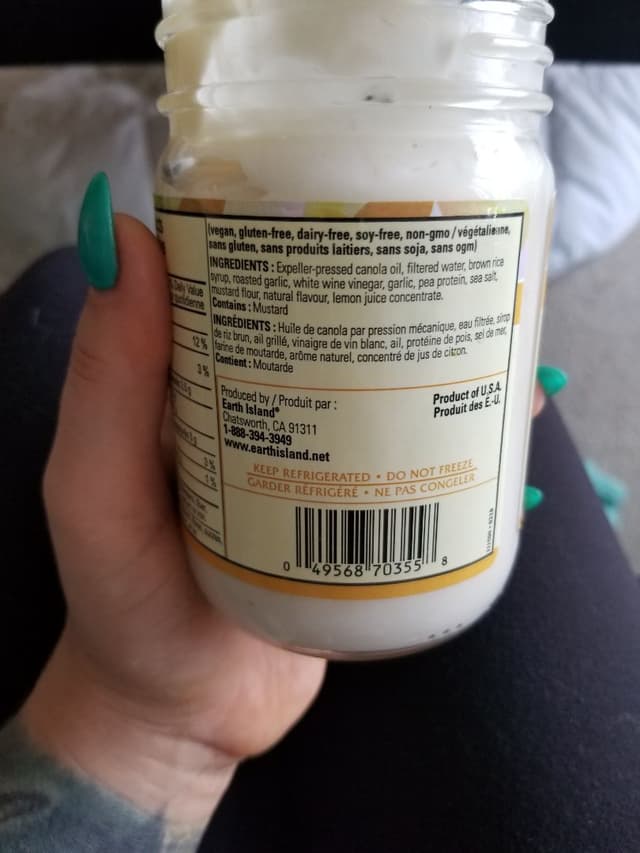 (vegan, gluten-free, dairy-free, soy-free, non-gmo / végétalienne,
sans gluten, sans produits laitiers, sans soja, sans ogm)
INGREDIENTS : Expeller-pressed canola oil, filtered water, brown rice
syrup, roasted garlic, white wine vinegar, garlic, pea protein, sea salt,
mustard flour, natural flavour, lemon juice concentrate.
Contains : Mustard
INGRÉDIENTS : Huile de canola par pression mécanique, eau filtrée, sirop
de riz brun, ail grillé, vinaigre de vin blanc, ail, protéine de pois, sel de mer,
farine de moutarde, arôme naturel, concentré de jus de citron.
Contient : Moutarde
% Daily Value
quotidienne
12 %
3 %
3 %
1 %
Produced by / Produit par :
Earth Island®
Chatsworth, CA 91311
1-888-394-3949
www.earthisland.net
Product of U.S.A.
Produit des É.-U.
KEEP REFRIGERATED • DO NOT FREEZE
GARDER RÉFRIGÉRÉ • NE PAS CONGELER
0 49568 70355 8